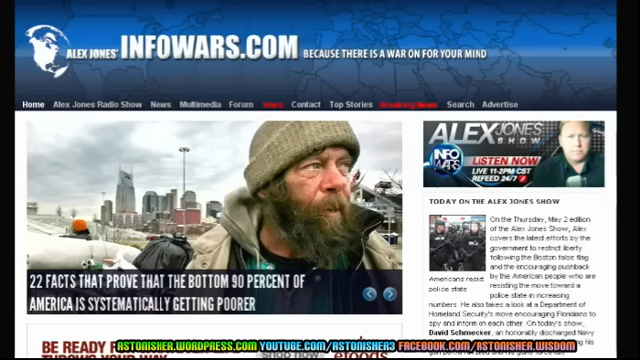 ALEX JONES' INFOWARS.COM BECAUSE THERE IS A WAR ON FOR YOUR MIND
Home Alex Jones Radio Show News Multimedia Forum Store Contact Top Stories Breaking News Search Advertise
22 FACTS THAT PROVE THAT THE BOTTOM 90 PERCENT OF
AMERICA IS SYSTEMATICALLY GETTING POORER
ALEX JONES
SHOW
INFO
WARS
LISTEN NOW
LIVE 11-2PM CST
REFEED 24/7
TODAY ON THE ALEX JONES SHOW
On the Thursday, May 2 edition
of the Alex Jones Show, Alex
covers the latest efforts by the
government to restrict liberty
following the Boston false flag
and the encouraging pushback
by the American people who are
resisting the move toward a
police state in increasing
Americans resist
police state
numbers. He also takes a look at a Department
of Homeland Security's move encouraging Floridians
to spy and inform on each other. On today's show,
David Schmecker, an honorably discharged Navy
BE READY
shop now
efoods
ASTONISHER.WORDPRESS.COM YOUTUBE.COM/ASTONISHER3 FACEBOOK.COM/ASTONISHER.WISDOM